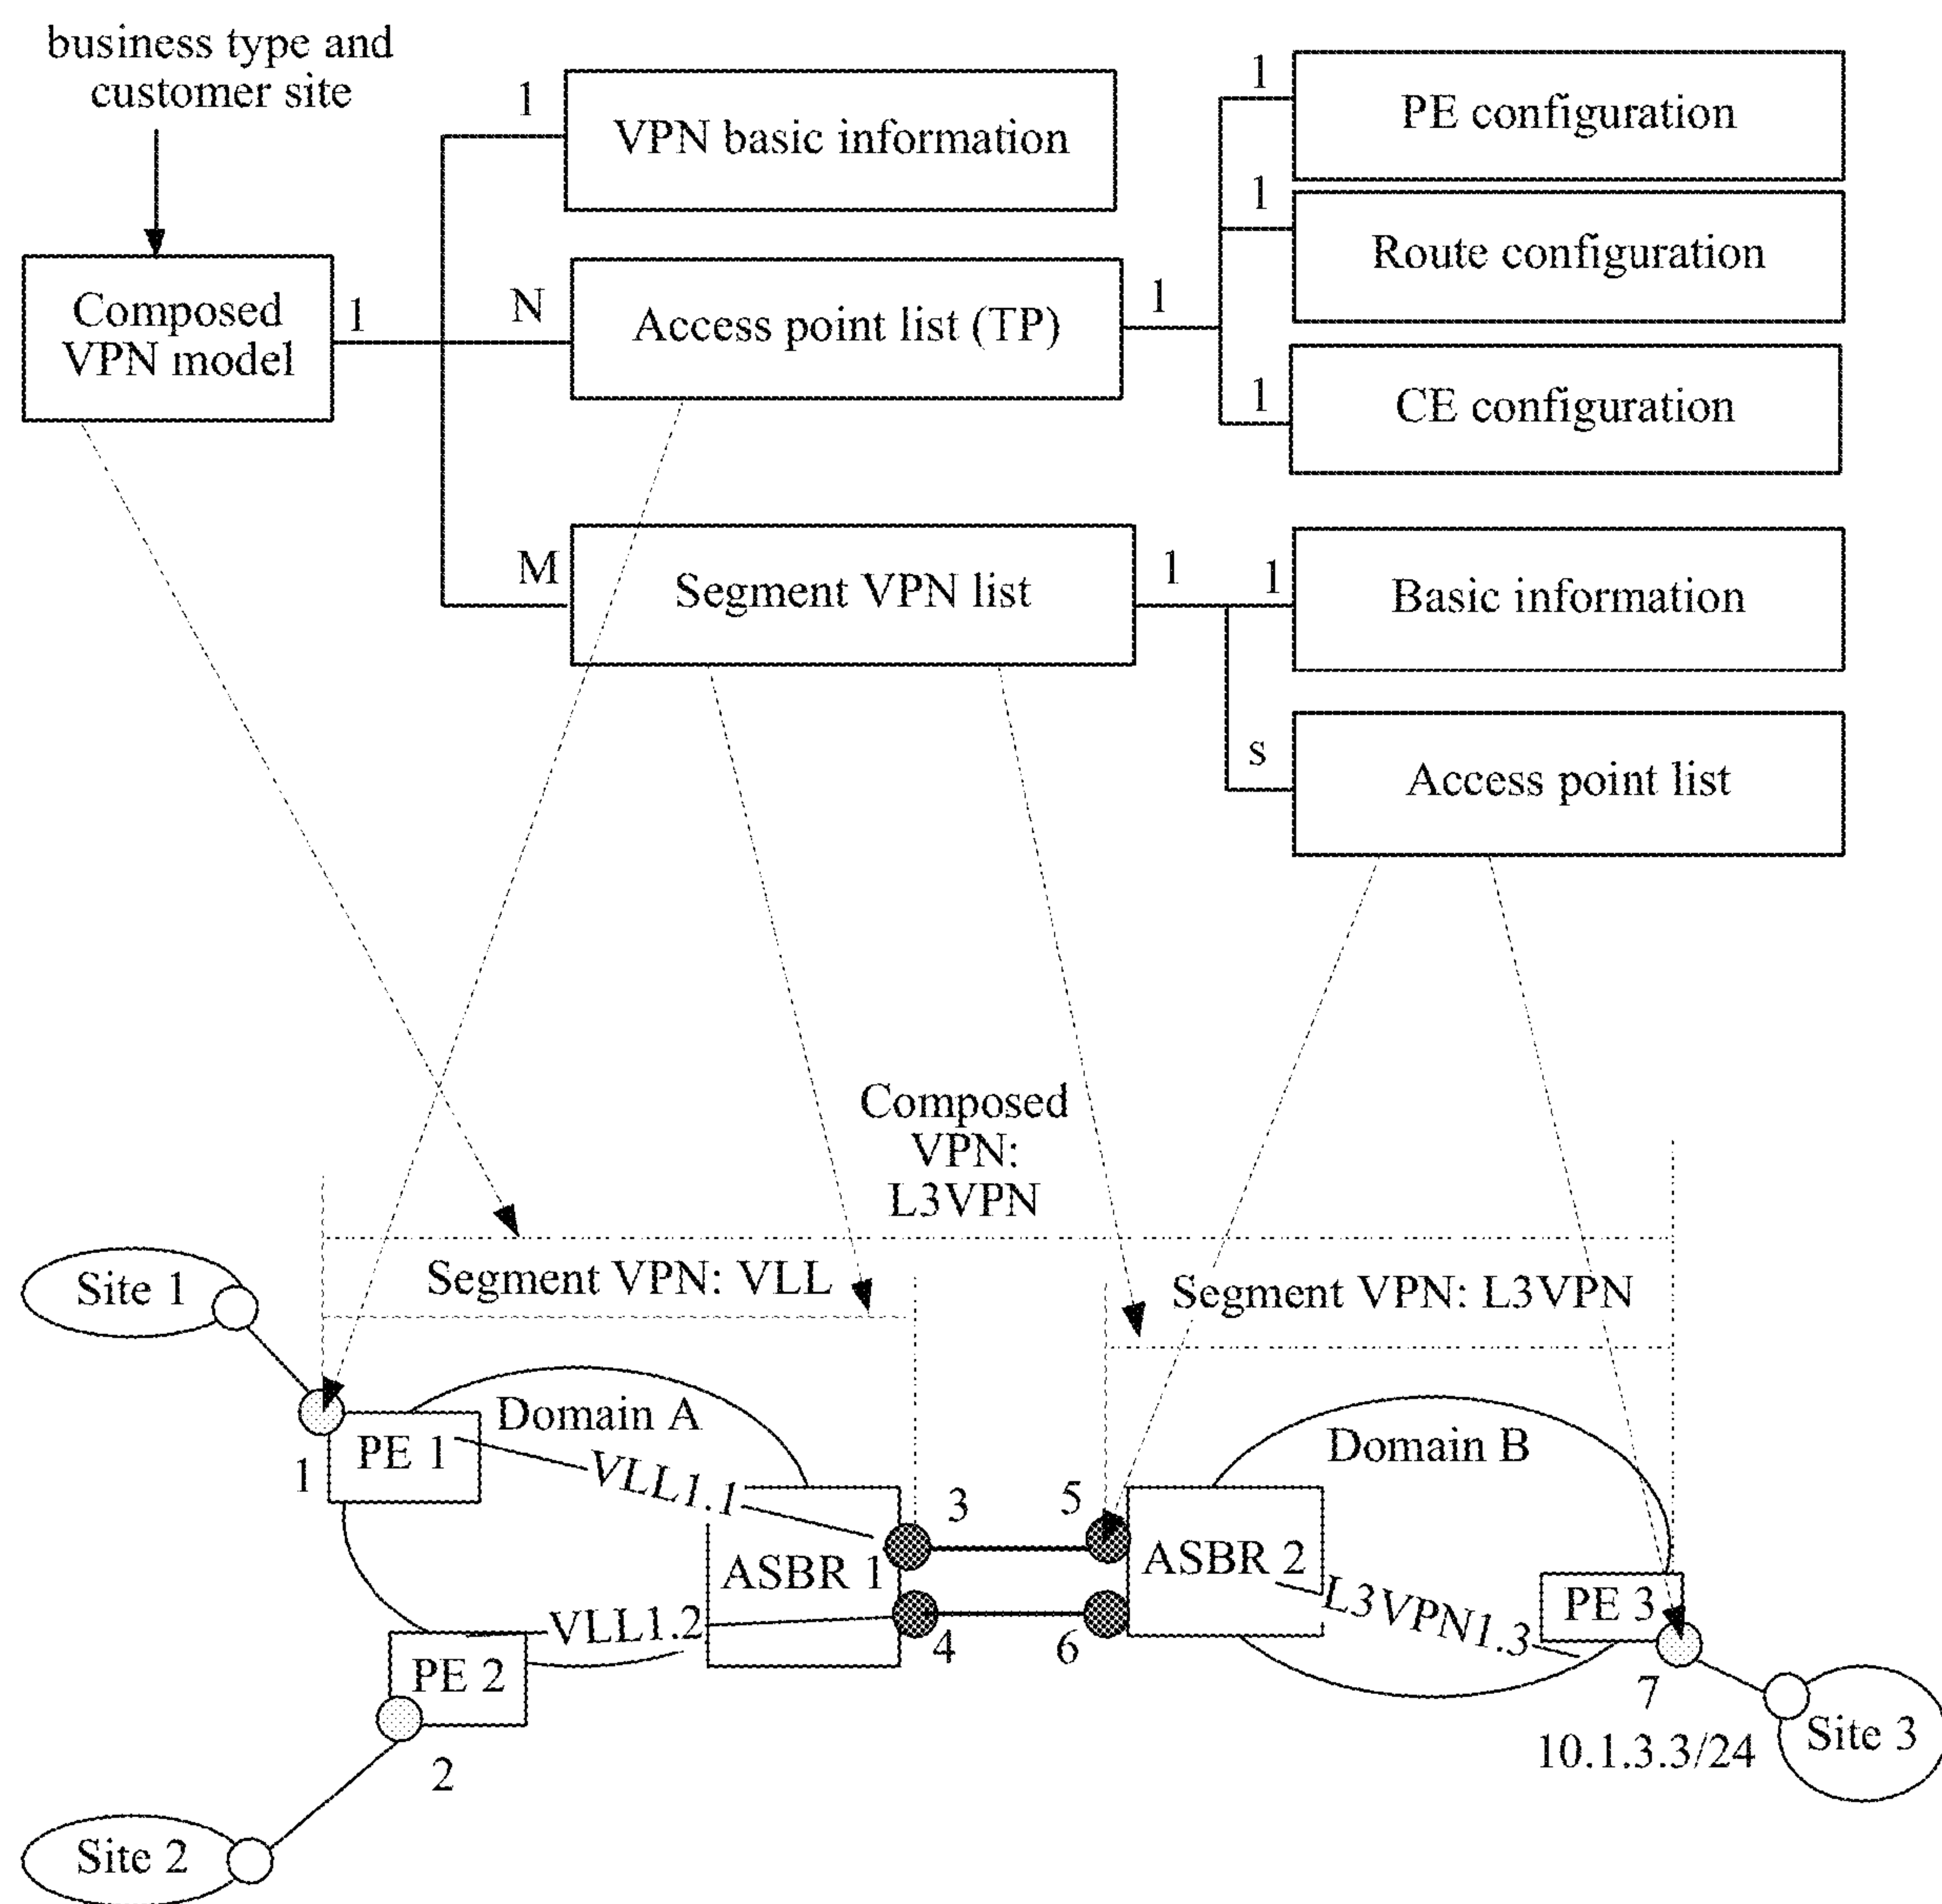 business type and
customer site
Composed
VPN model
1
1
VPN basic information
N
Access point list (TP)
1
1
PE configuration
1
Route configuration
1
CE configuration
M
Segment VPN list
1
1
Basic information
s
Access point list
Composed
VPN:
L3VPN
Segment VPN: VLL
Segment VPN: L3VPN
Site 1
Domain A
Domain B
PE 1
1
VLL1.1
3
5
ASBR 1
ASBR 2
VLL1.2
4
6
L3VPN1.3
PE 3
PE 2
2
7
10.1.3.3/24
Site 3
Site 2